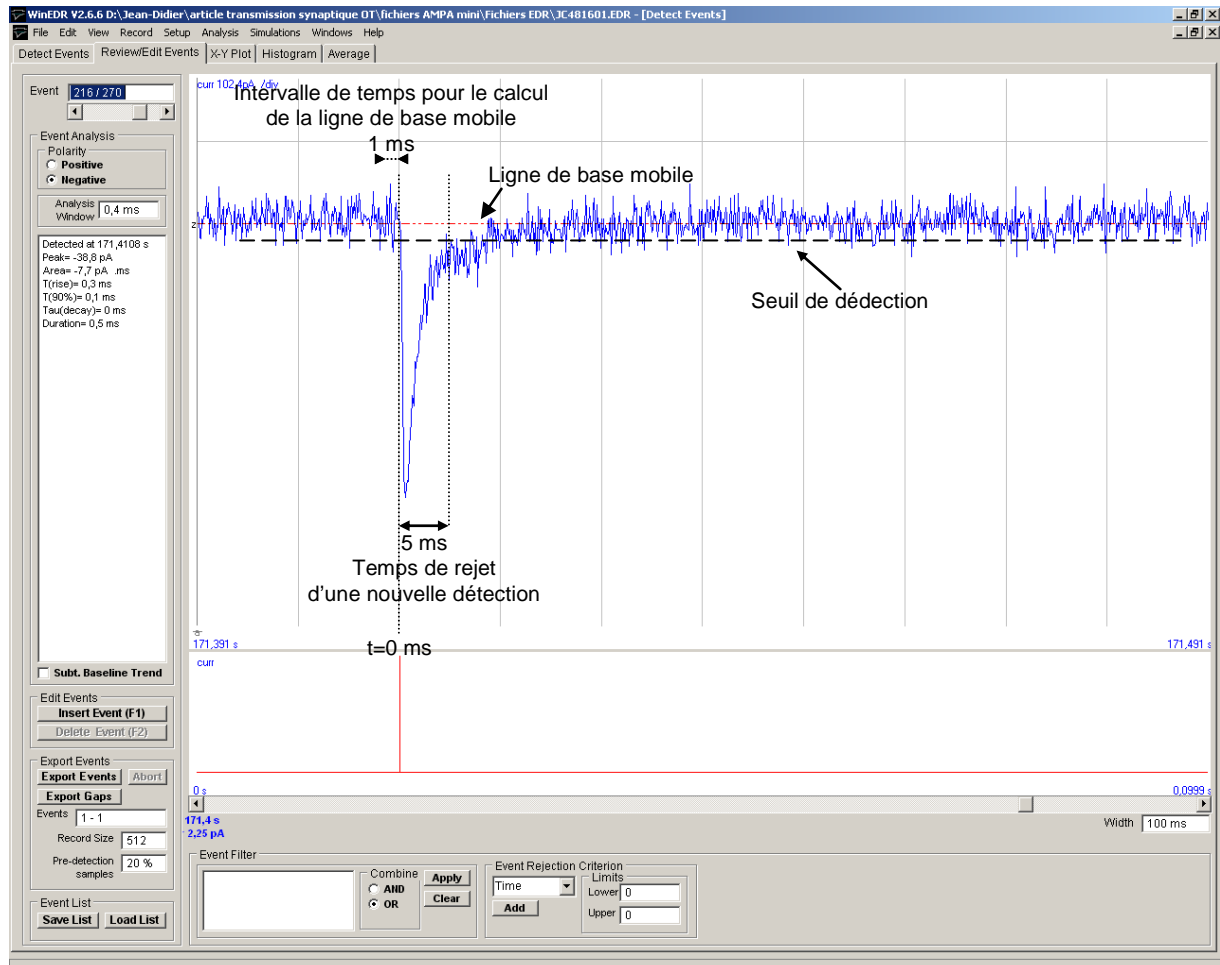 WinEDR V2.6.6 D:\Jean-Didier\article transmission synaptique OT\fichiers AMPA mini\Fichiers EDR\JC481601.EDR - [Detect Events]
File Edit View Record Setup Analysis Simulations Windows Help
Detect Events Review/Edit Events X-Y Plot Histogram Average
Event 216 / 270
Event Analysis
Polarity
Positive
Negative
Analysis Window 0,4 ms
Detected at 171,4108 s
Peak= -38,8 pA
Area= -7,7 pA .ms
T(rise)= 0,3 ms
T(90%)= 0,1 ms
Tau(decay)= 0 ms
Duration= 0,5 ms
Subt. Baseline Trend
Edit Events
Insert Event (F1)
Delete Event (F2)
Export Events
Export Events Abort
Export Gaps
Events 1 - 1
Record Size 512
Pre-detection samples 20 %
Event List
Save List Load List
curr 102,4pA /div
Intervalle de temps pour le calcul
de la ligne de base mobile
1 ms
Ligne de base mobile
z
Seuil de dédection
5 ms
Temps de rejet
d'une nouvelle détection
171,391 s
t=0 ms
171,491 s
curr
0 s
0,0999 s
171,4 s
2,25 pA
Width 100 ms
Event Filter
Combine
AND
OR
Apply
Clear
Event Rejection Criterion
Time
Add
Limits
Lower 0
Upper 0